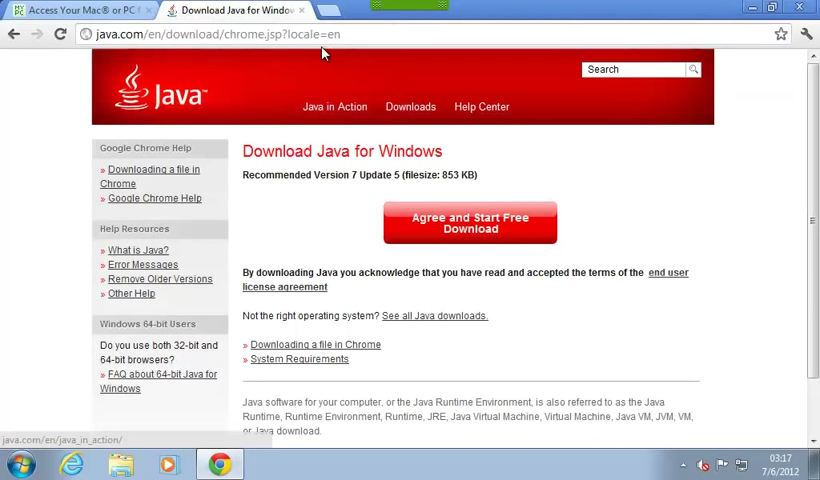 Access Your Mac® or PC f
Download Java for Window
java.com/en/download/chrome.jsp?locale=en
Java™
Search
Java in Action
Downloads
Help Center
Google Chrome Help
» Downloading a file in
Chrome
» Google Chrome Help
Help Resources
» What is Java?
» Error Messages
» Remove Older Versions
» Other Help
Windows 64-bit Users
Do you use both 32-bit and
64-bit browsers?
» FAQ about 64-bit Java for
Windows
Download Java for Windows
Recommended Version 7 Update 5 (filesize: 853 KB)
Agree and Start Free
Download
By downloading Java you acknowledge that you have read and accepted the terms of the end user
license agreement
Not the right operating system? See all Java downloads.
» Downloading a file in Chrome
» System Requirements
Java software for your computer, or the Java Runtime Environment, is also referred to as the Java
Runtime, Runtime Environment, Runtime, JRE, Java Virtual Machine, Virtual Machine, Java VM, JVM, VM,
or Java download.
java.com/en/java_in_action/
03:17
7/6/2012